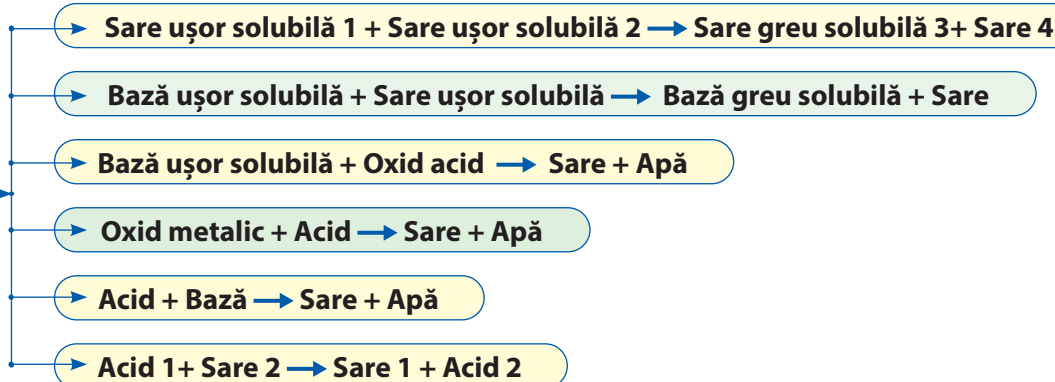 Sare ușor solubilă 1 + Sare ușor solubilă 2 → Sare greu solubilă 3+ Sare 4
Bază ușor solubilă + Sare ușor solubilă → Bază greu solubilă + Sare
Bază ușor solubilă + Oxid acid → Sare + Apă
Oxid metalic + Acid → Sare + Apă
Acid + Bază → Sare + Apă
Acid 1+ Sare 2 → Sare 1 + Acid 2